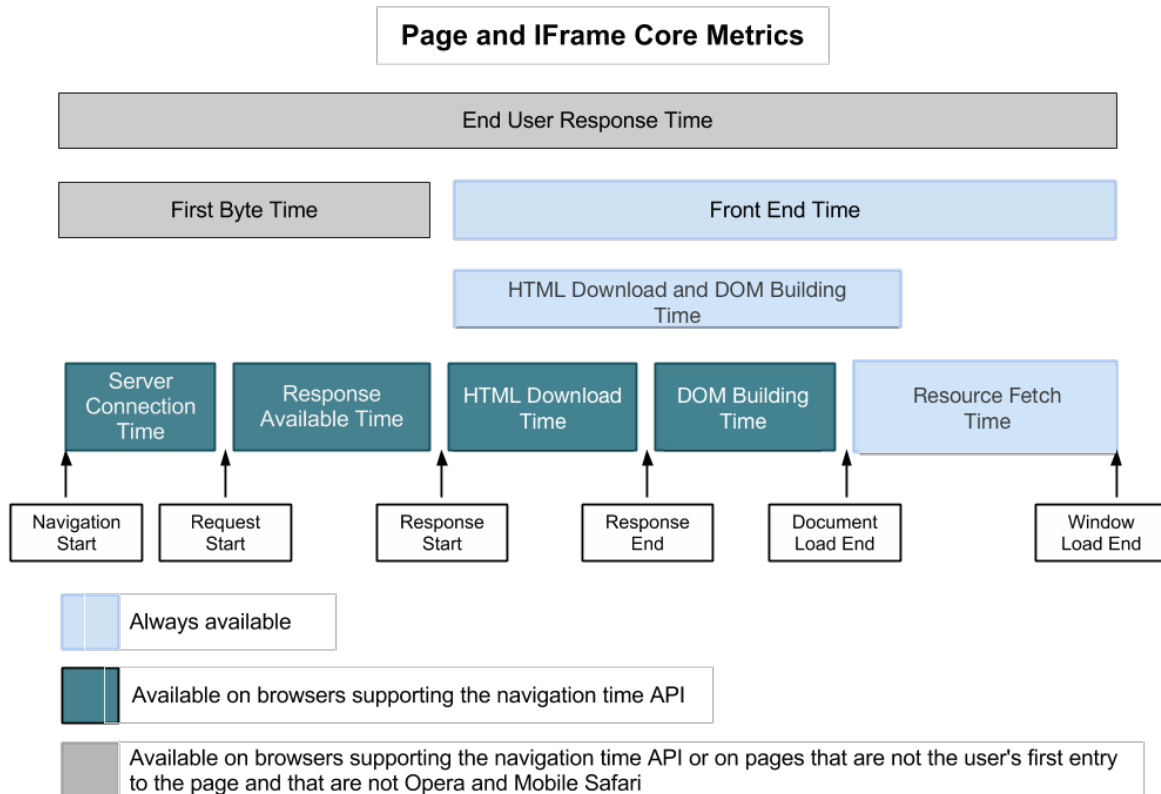 Page and IFrame Core Metrics
End User Response Time
First Byte Time
Front End Time
HTML Download and DOM Building
Time
Server
Connection
Time
Response
Available Time
HTML Download
Time
DOM Building
Time
Resource Fetch
Time
Navigation
Start
Request
Start
Response
Start
Response
End
Document
Load End
Window
Load End
Always available
Available on browsers supporting the navigation time API
Available on browsers supporting the navigation time API or on pages that are not the user's first entry
to the page and that are not Opera and Mobile Safari